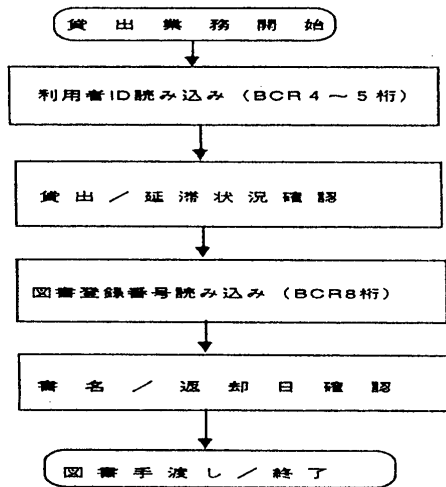 貸出業務開始
利用者ID読み込み（BCR4～5桁）
貸出／延滞状況確認
図書登録番号読み込み（BCR8桁）
書名／返却日確認
図書手渡し／終了